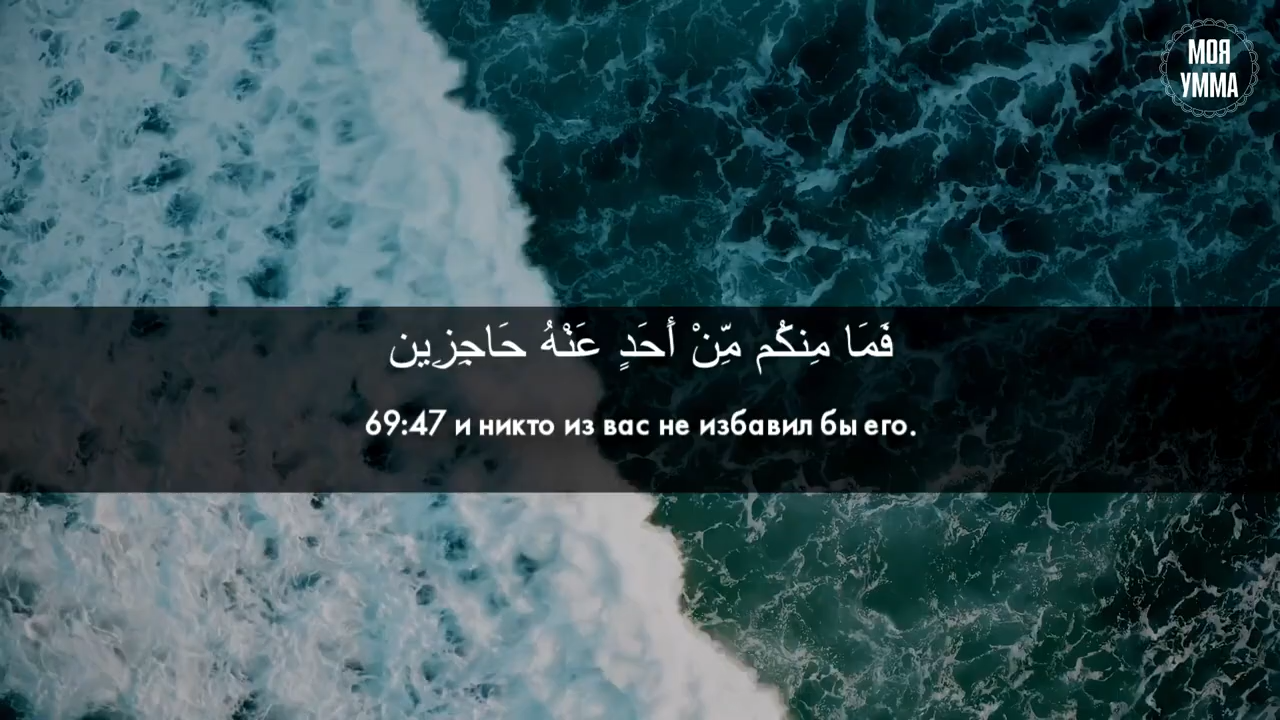 МОЯ
УММА
فَمَا مِنكُم مِّنْ أَحَدٍ عَنْهُ حَاجِزِين
69:47 и никто из вас не избавил бы его.